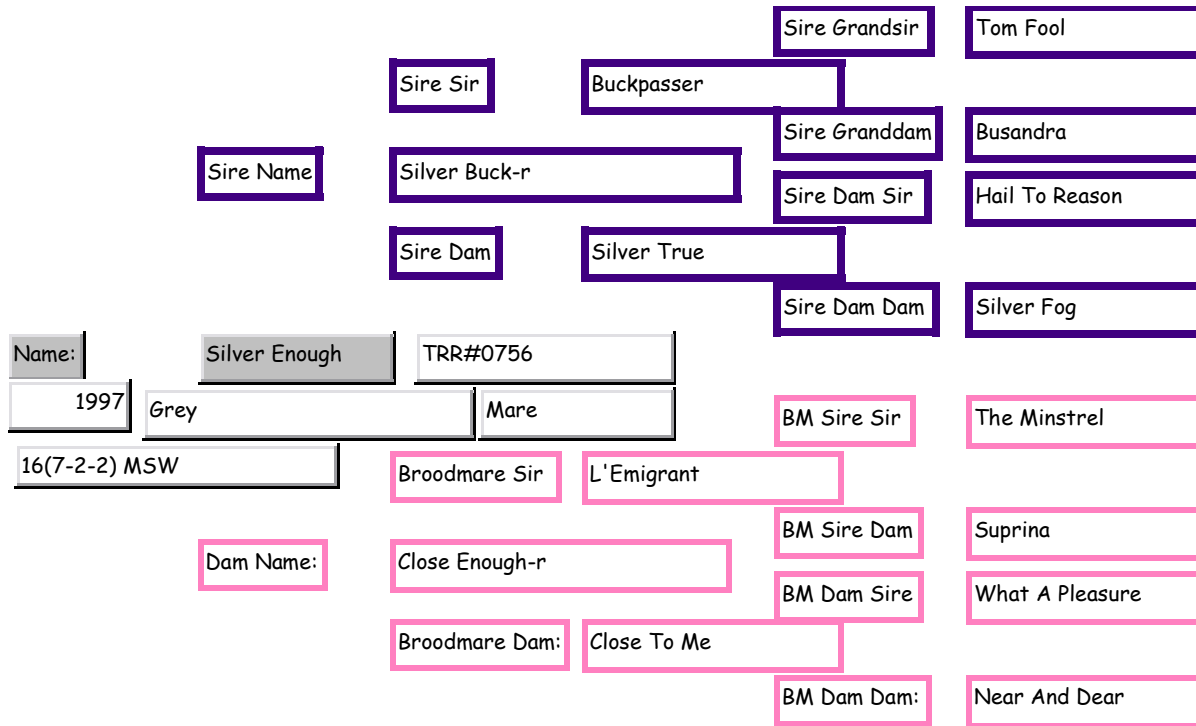 Sire Grandsir Tom Fool
Sire Sir Buckpasser
Sire Granddam Busandra
Sire Name Silver Buck-r
Sire Dam Sir Hail To Reason
Sire Dam Silver True
Sire Dam Dam Silver Fog
Name: Silver Enough TRR#0756
1997 Grey Mare
BM Sire Sir The Minstrel
16(7-2-2) MSW
Broodmare Sir L'Emigrant
BM Sire Dam Suprina
Dam Name: Close Enough-r
BM Dam Sire What A Pleasure
Broodmare Dam: Close To Me
BM Dam Dam: Near And Dear